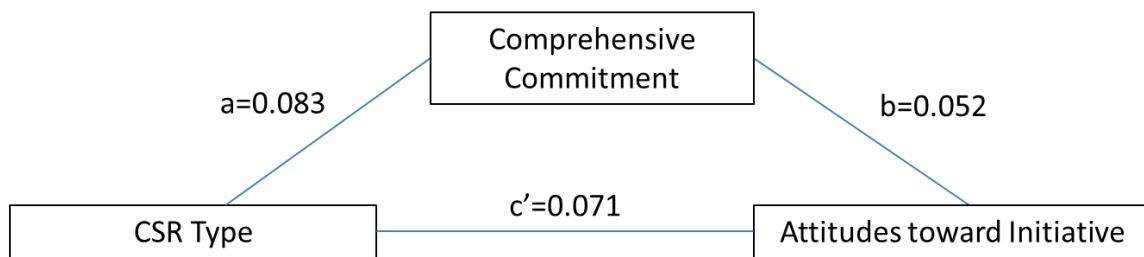 Comprehensive
Commitment
a=0.083
b=0.052
c’=0.071
CSR Type
Attitudes toward Initiative